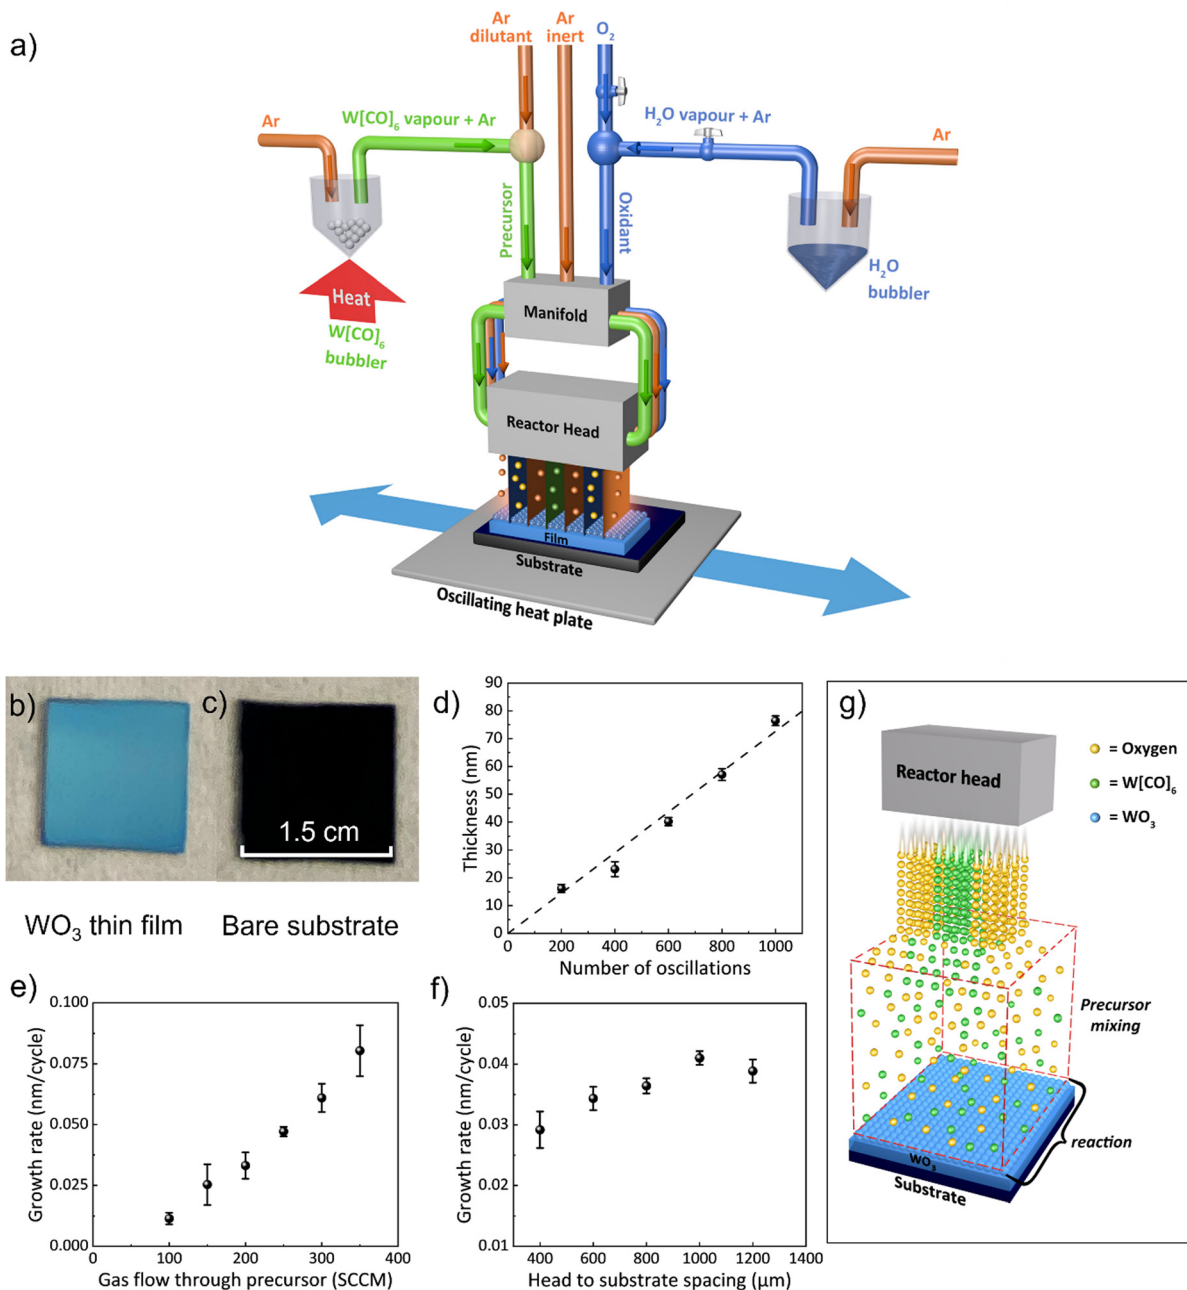 a)
Ar
dilutant
Ar
inert
O₂
Ar
W[CO]₆ vapour + Ar
H₂O vapour + Ar
Ar
Precursor
Oxidant
Heat
W[CO]₆
bubbler
H₂O
bubbler
Manifold
Reactor Head
Film
Substrate
Oscillating heat plate
b)
c)
1.5 cm
WO₃ thin film
Bare substrate
d)
Thickness (nm)
90
80
70
60
50
40
30
20
10
0
0
200
400
600
800
1000
Number of oscillations
e)
Growth rate (nm/cycle)
0.100
0.075
0.050
0.025
0.000
0
100
200
300
400
Gas flow through precursor (SCCM)
f)
Growth rate (nm/cycle)
0.05
0.04
0.03
0.02
0.01
400
600
800
1000
1200
1400
Head to substrate spacing (µm)
g)
Reactor head
= Oxygen
= W[CO]₆
= WO₃
Precursor
mixing
reaction
WO₃
Substrate